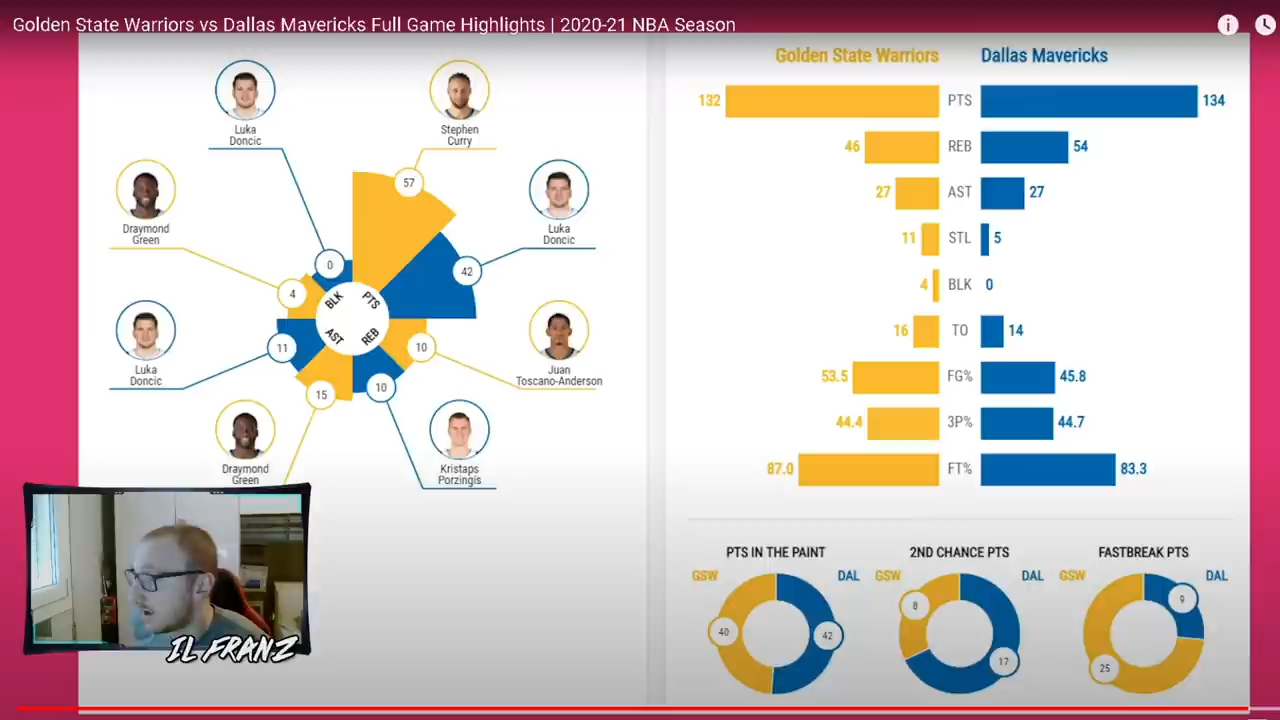 Golden State Warriors vs Dallas Mavericks Full Game Highlights | 2020-21 NBA Season
Luka
Doncic
Stephen
Curry
57
Draymond
Green
Luka
Doncic
0
42
4
BLK
PTS
AST
REB
Luka
Doncic
11
10
Juan
Toscano-Anderson
15
10
Draymond
Green
Kristaps
Porzingis
Golden State Warriors Dallas Mavericks
132 PTS 134
46 REB 54
27 AST 27
11 STL 5
4 BLK 0
16 TO 14
53.5 FG% 45.8
44.4 3P% 44.7
87.0 FT% 83.3
PTS IN THE PAINT 2ND CHANCE PTS FASTBREAK PTS
GSW DAL GSW DAL GSW DAL
40 42 8 17 9 25
IL FRANZ